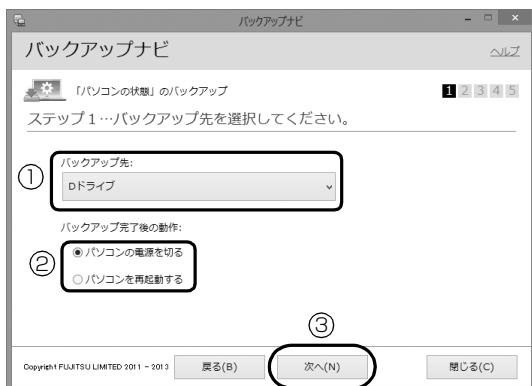 バックアップナビ
バックアップナビ
ヘルプ
「パソコンの状態」のバックアップ
1 2 3 4 5
ステップ1…バックアップ先を選択してください。
①
バックアップ先:
Dドライブ
バックアップ完了後の動作:
②
パソコンの電源を切る
パソコンを再起動する
③
Copyright FUJITSU LIMITED 2011 - 2013
戻る(B)
次へ(N)
閉じる(C)